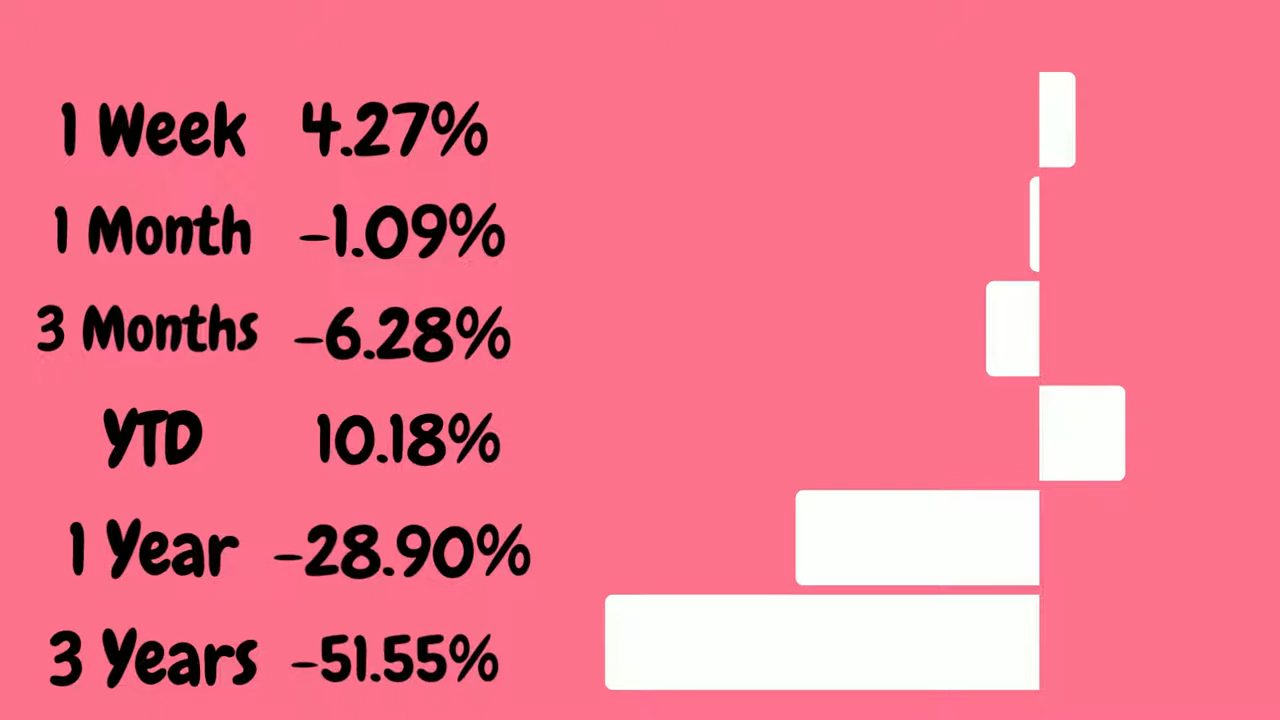 1 Week 4.27%
1 Month -1.09%
3 Months -6.28%
YTD 10.18%
1 Year -28.90%
3 Years -51.55%